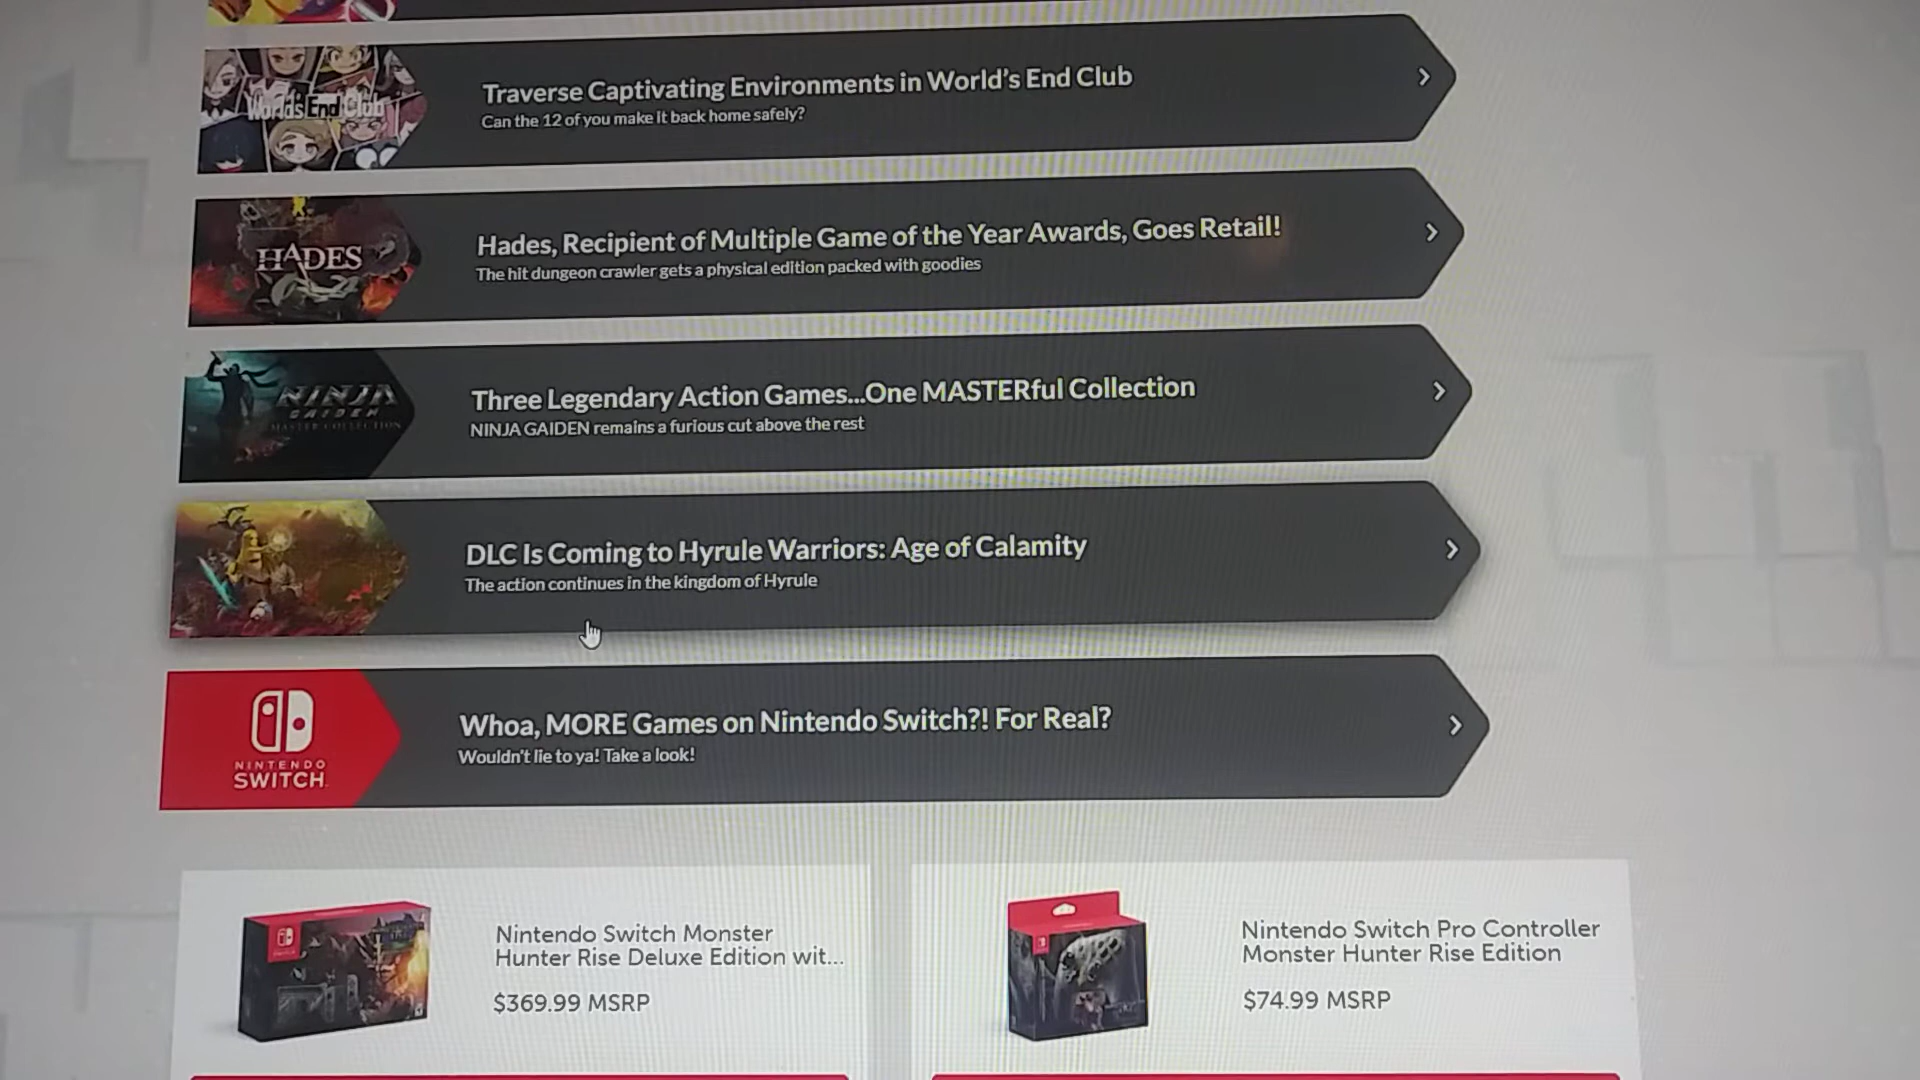 World's End Club
Traverse Captivating Environments in World's End Club
Can the 12 of you make it back home safely?
HADES
Hades, Recipient of Multiple Game of the Year Awards, Goes Retail!
The hit dungeon crawler gets a physical edition packed with goodies
NINJA
GAIDEN
MASTER COLLECTION
Three Legendary Action Games...One MASTERful Collection
NINJA GAIDEN remains a furious cut above the rest
DLC Is Coming to Hyrule Warriors: Age of Calamity
The action continues in the kingdom of Hyrule
NINTENDO
SWITCH
Whoa, MORE Games on Nintendo Switch?! For Real?
Wouldn't lie to ya! Take a look!
Nintendo Switch Monster
Hunter Rise Deluxe Edition wit...
$369.99 MSRP
Nintendo Switch Pro Controller
Monster Hunter Rise Edition
$74.99 MSRP